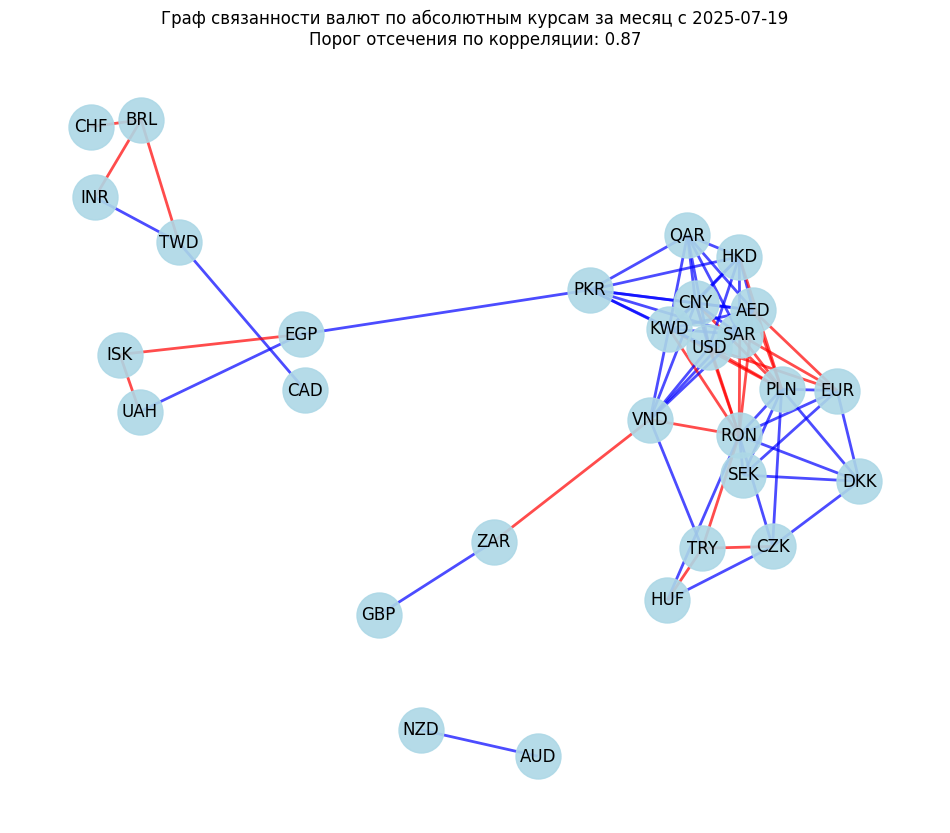 Граф связанности валют по абсолютным курсам за месяц с 2025-07-19
Порог отсечения по корреляции: 0.87
CHF
BRL
INR
TWD
QAR
HKD
PKR
CNY
AED
KWD
SAR
USD
EGP
ISK
CAD
UAH
PLN
EUR
VND
RON
SEK
DKK
ZAR
TRY
CZK
HUF
GBP
NZD
AUD